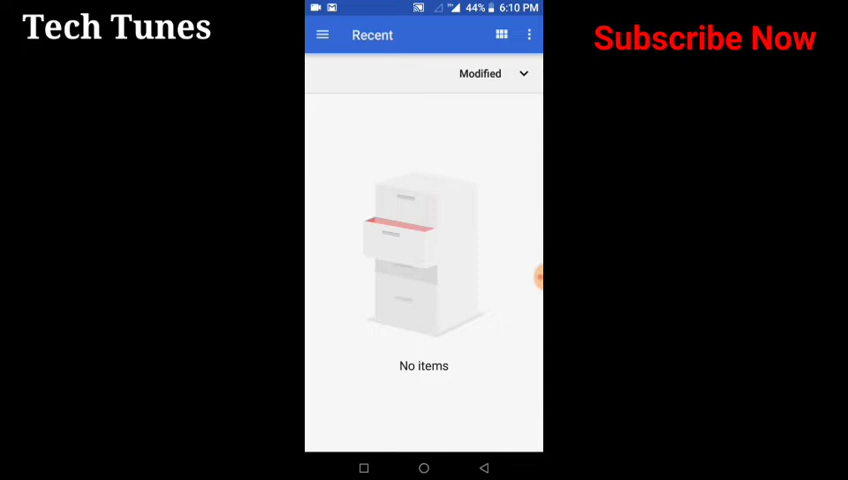 Tech Tunes
Subscribe Now
44% 6:10 PM
Recent
Modified
No items